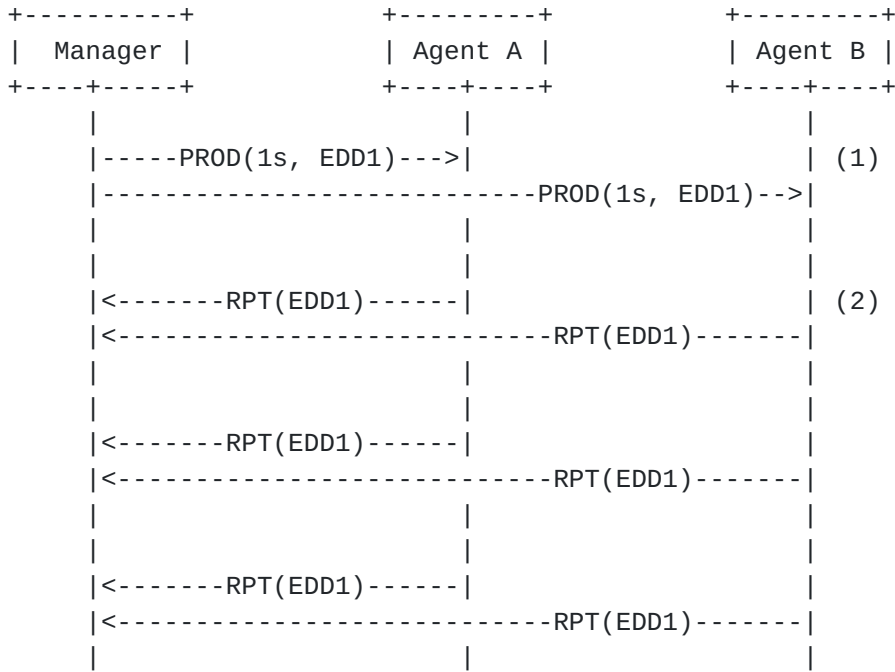 +----------+            +---------+           +---------+
|  Manager |            | Agent A |           | Agent B |
+----+-----+            +----+----+           +----+----+
     |                       |                     |
     |-----PROD(1s, EDD1)--->|                     | (1)
     |----------------------------PROD(1s, EDD1)-->|
     |                       |                     |
     |                       |                     |
     |<-------RPT(EDD1)------|                     | (2)
     |<----------------------------RPT(EDD1)-------|
     |                       |                     |
     |                       |                     |
     |<-------RPT(EDD1)------|                     |
     |<----------------------------RPT(EDD1)-------|
     |                       |                     |
     |                       |                     |
     |<-------RPT(EDD1)------|                     |
     |<----------------------------RPT(EDD1)-------|
     |                       |                     |